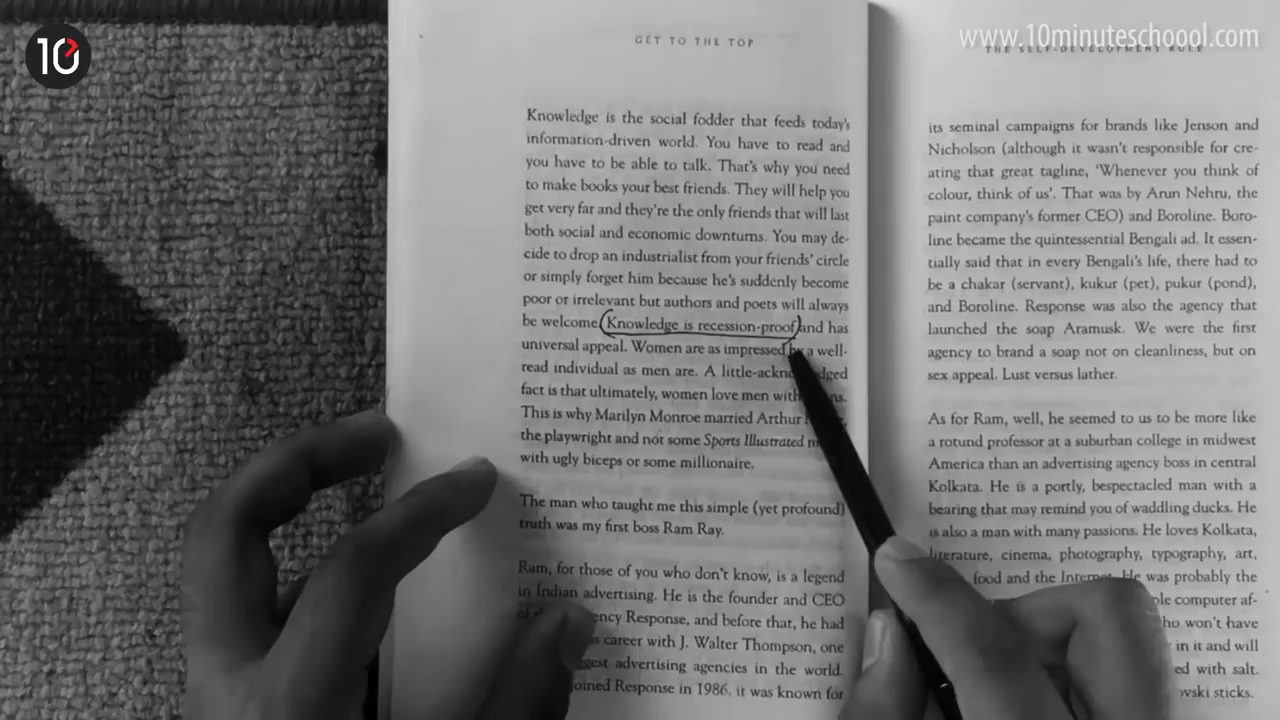 10
www.10minuteschoool.com
GET TO THE TOP
Knowledge is the social fodder that feeds today's
information-driven world. You have to read and
you have to be able to talk. That's why you need
to make books your best friends. They will help you
get very far and they're the only friends that will last
both social and economic downturns. You may de-
cide to drop an industrialist from your friends' circle
or simply forget him because he's suddenly become
poor or irrelevant but authors and poets will always
be welcome. Knowledge is recession-proof and has
universal appeal. Women are as impressed by a well-
read individual as men are. A
fact is that ultimately, women love men with
This is why Marilyn Monroe married Arthur
the playwright and not some Sports Illustrated
with ugly biceps or some millionaire.
The man who taught me this simple (yet profound)
truth was my first boss Ram Ray.
Ram, for those of you who don't know, is a legend
in Indian advertising. He is the founder and CEO
Response, and before that, he had
career with J. Walter Thompson, one
advertising agencies in the world.
joined Response in 1986, it was known for
THE SELF-DEVELOPMENT RULE
its seminal campaigns for brands like Jenson and
Nicholson (although it wasn't responsible for cre-
ating that great tagline, 'Whenever you think of
colour, think of us'. That was by Arun Nehru, the
paint company's former CEO) and Boroline. Boro-
line became the quintessential Bengali ad. It essen-
tially said that in every Bengali's life, there had to
be a chakar (servant), kukur (pet), pukur (pond),
and Boroline. Response was also the agency that
launched the soap Aramusk. We were the first
agency to brand a soap not on cleanliness, but on
sex appeal. Lust versus lather.
As for Ram, well, he seemed to us to be more like
a rotund professor at a suburban college in midwest
America than an advertising agency boss in central
Kolkata. He is a portly, bespectacled man with a
bearing that may remind you of waddling ducks. He
is also a man with many passions. He loves Kolkata,
literature, cinema, photography, typography, art,
food and the Internet. He was probably the
computer af-
who won't have
in it and will
with salt.
sticks.